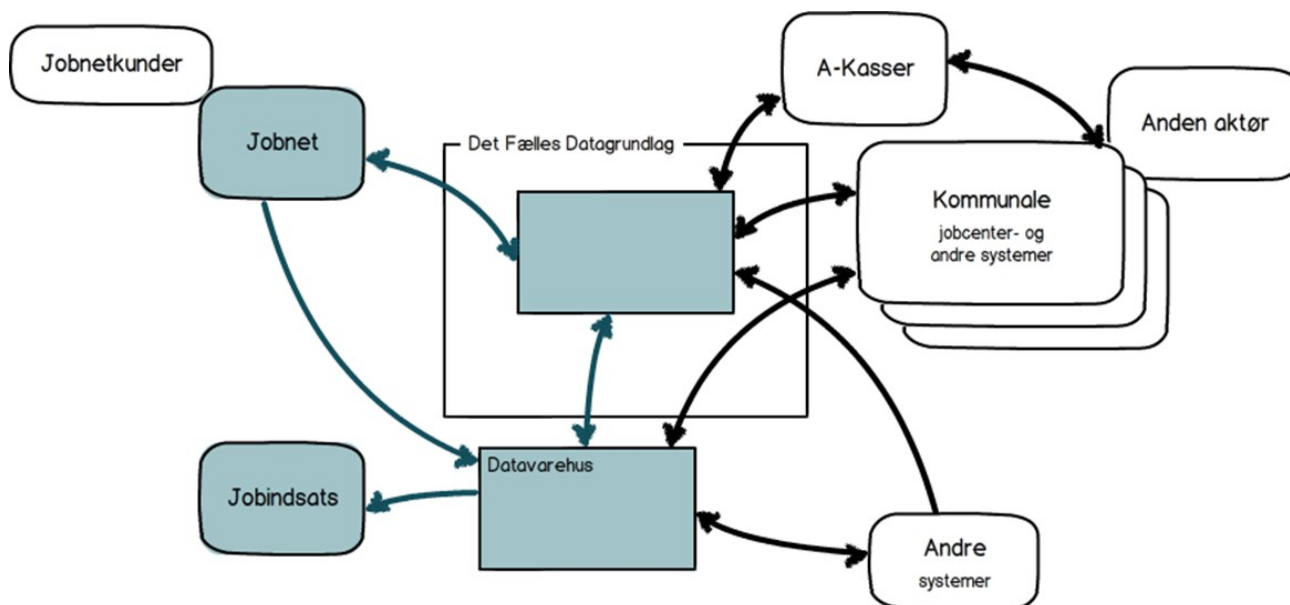 Jobnetkunder
Jobnet
Det Fælles Datagrundlag
A-Kasser
Anden aktør
Kommunale
jobcenter- og
andre systemer
Datavarehus
Jobindsats
Andre
systemer